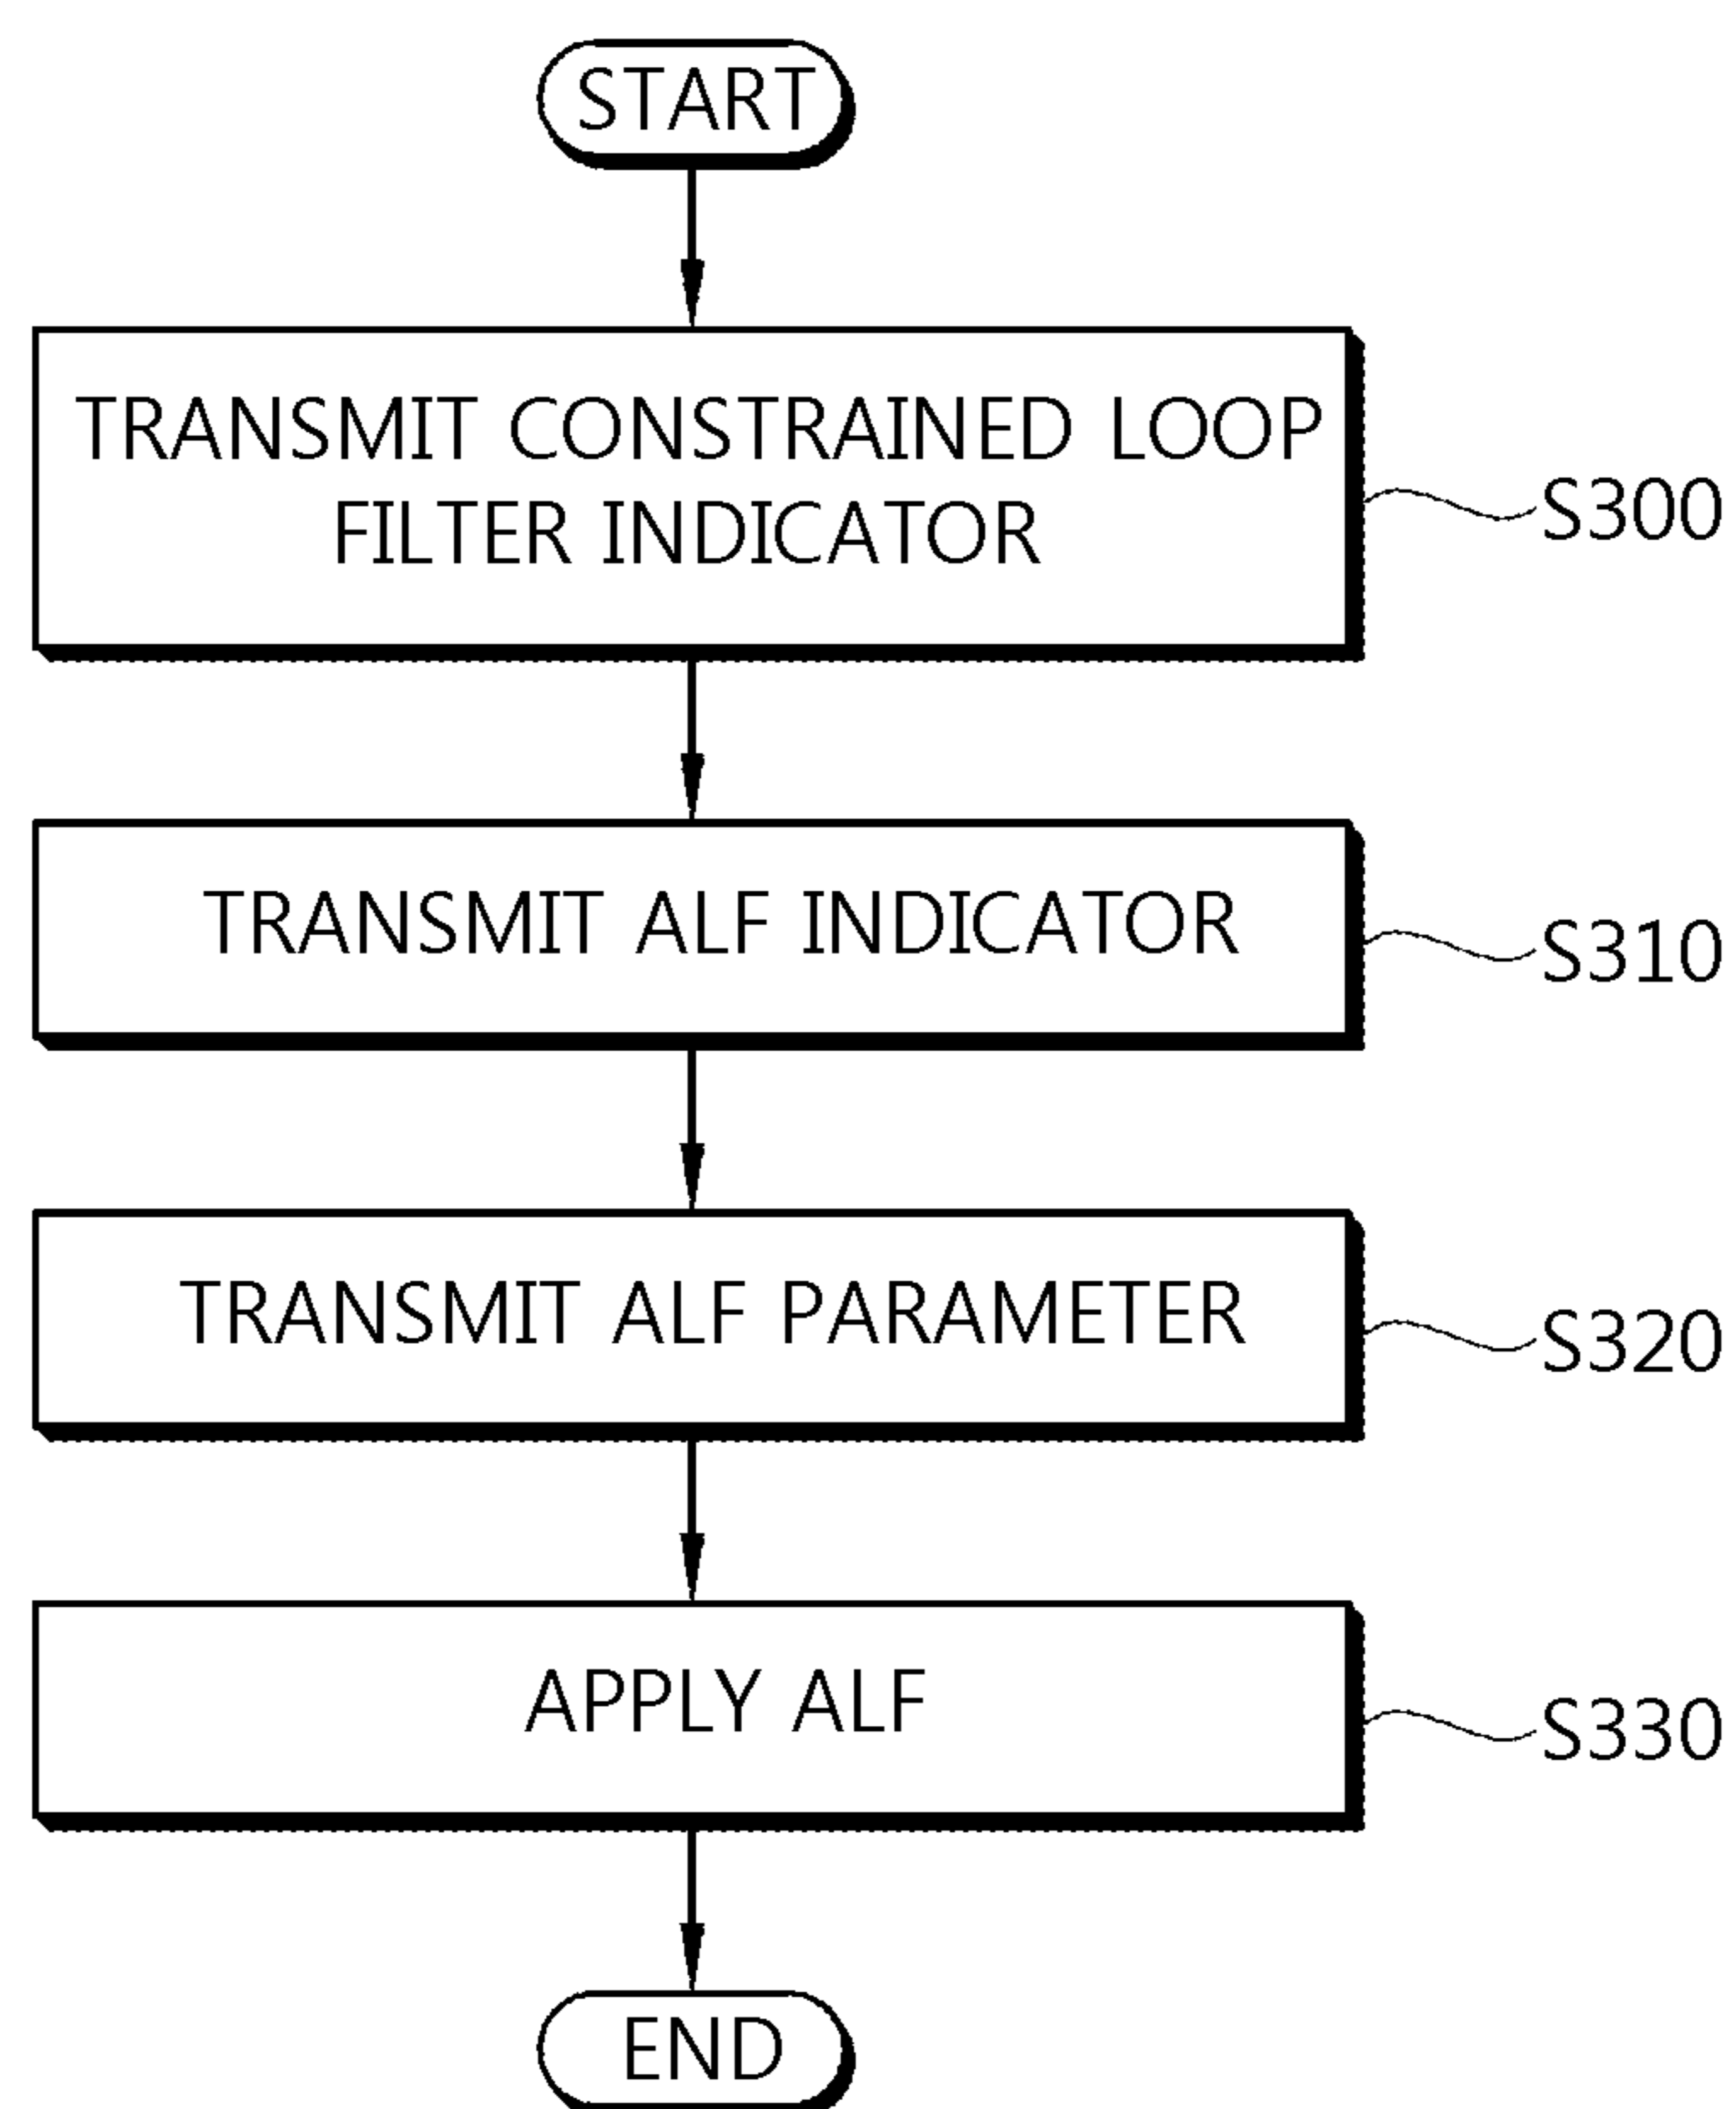 START
TRANSMIT CONSTRAINED LOOP
FILTER INDICATOR
S300
TRANSMIT ALF INDICATOR
S310
TRANSMIT ALF PARAMETER
S320
APPLY ALF
S330
END